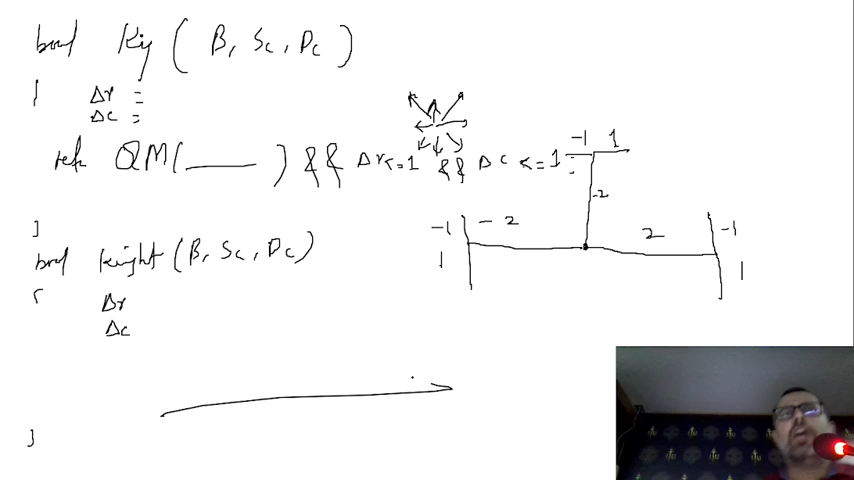 bool King ( B, Sc, Dc )
{ Δr =
Δc =
QM( ____ ) && Δr <= 1 && Δc <= 1
-1 1
-2
}
-1 -2 2 -1
1 1
bool Knight (B, Sc, Dc )
{
Δr
Δc
}